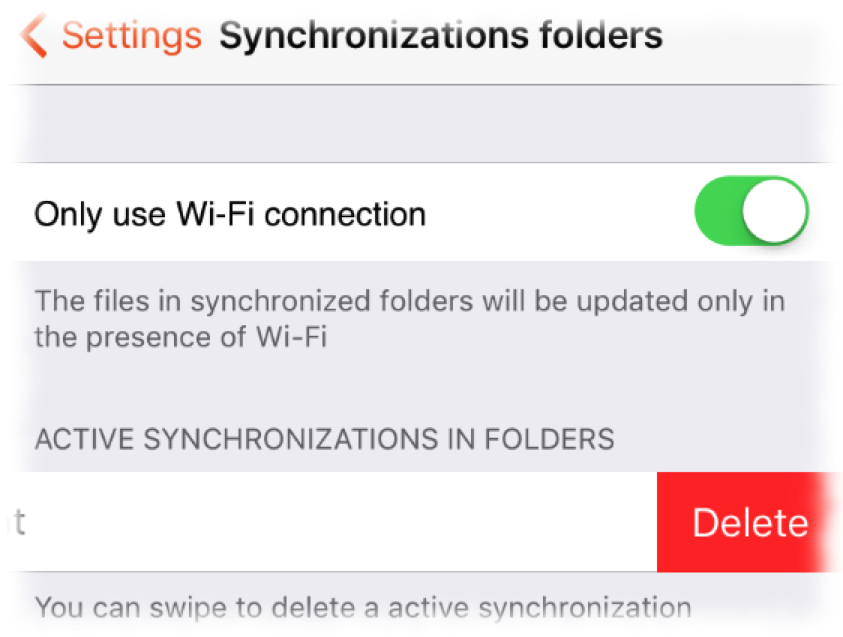 Settings Synchronizations folders
Only use Wi-Fi connection
The files in synchronized folders will be updated only in
the presence of Wi-Fi
ACTIVE SYNCHRONIZATIONS IN FOLDERS
t Delete
You can swipe to delete a active synchronization